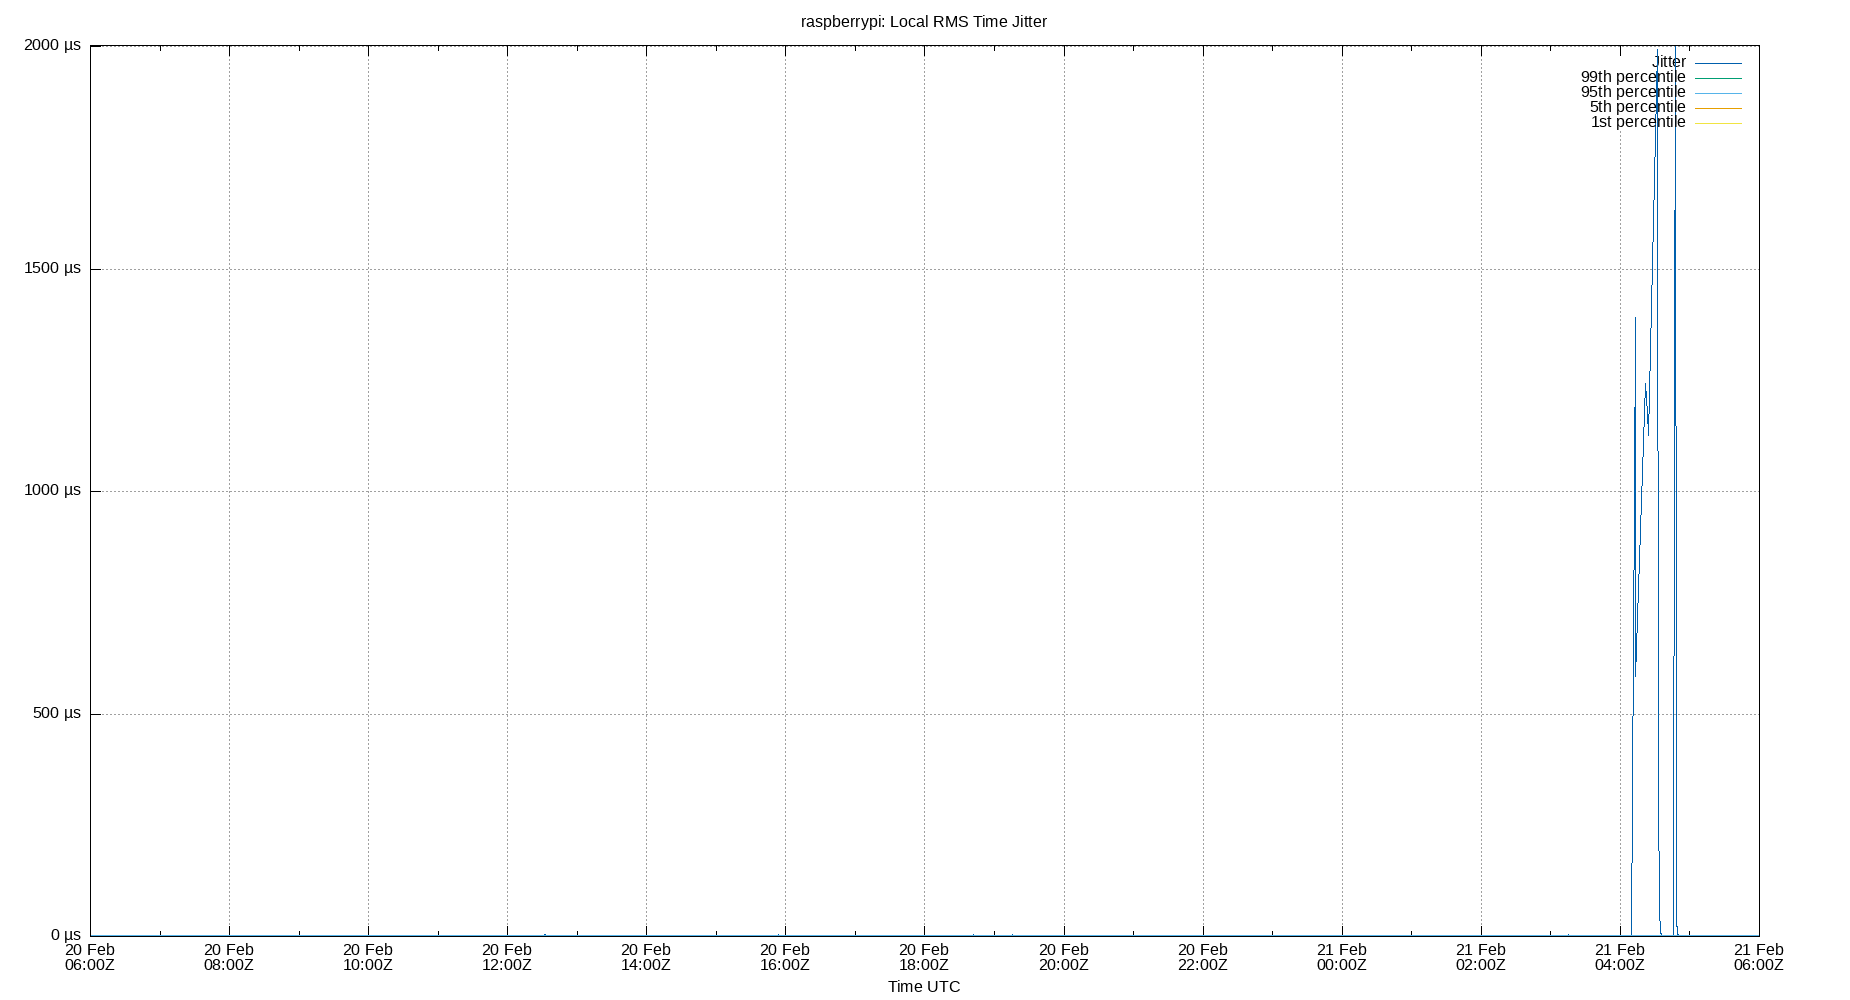 raspberrypi: Local RMS Time Jitter
2000 µs
1500 µs
1000 µs
500 µs
0 µs
Jitter
99th percentile
95th percentile
5th percentile
1st percentile
20 Feb 20 Feb 20 Feb 20 Feb 20 Feb 20 Feb 20 Feb 20 Feb 20 Feb 21 Feb 21 Feb 21 Feb 21 Feb
06:00Z 08:00Z 10:00Z 12:00Z 14:00Z 16:00Z 18:00Z 20:00Z 22:00Z 00:00Z 02:00Z 04:00Z 06:00Z
Time UTC